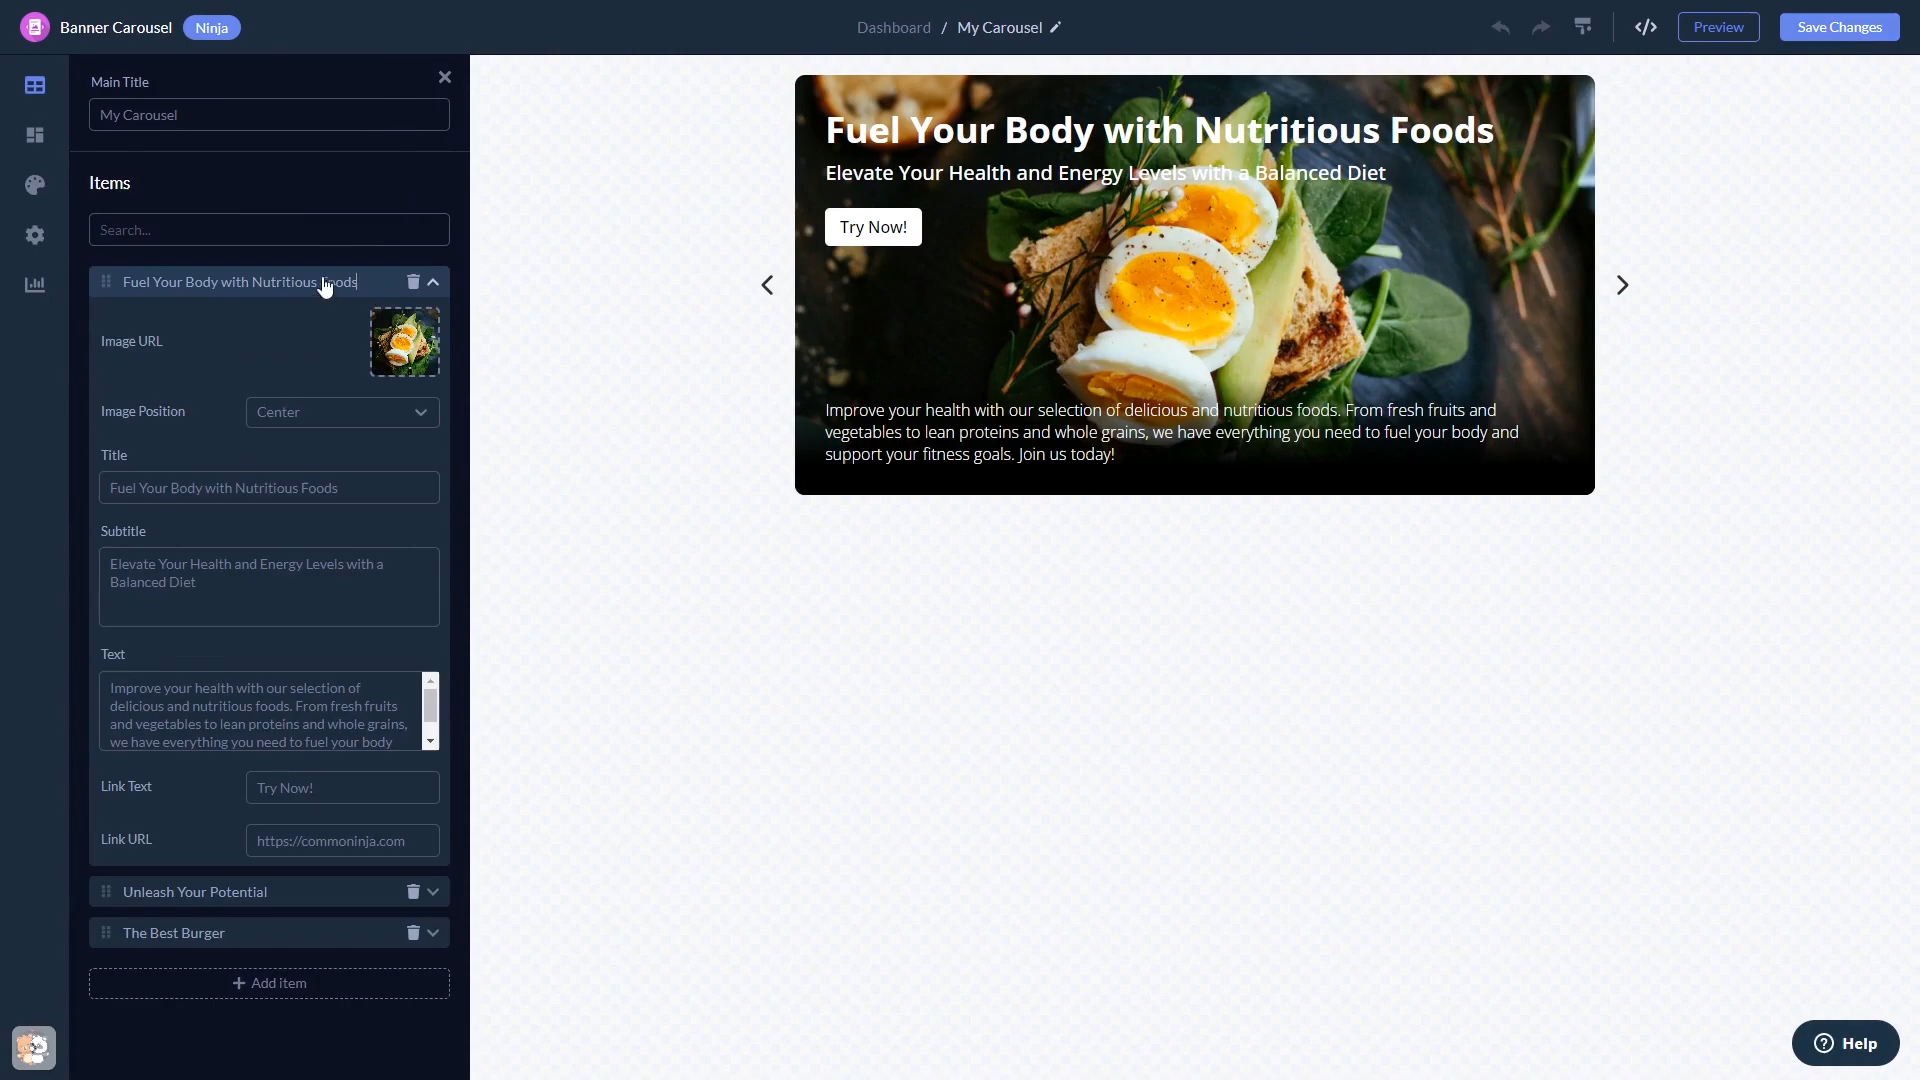 Banner Carousel Ninja
Dashboard / My Carousel
Preview
Save Changes
Main Title
My Carousel
Items
Search...
Fuel Your Body with Nutritious Foods
Image URL
Image Position Center
Title
Fuel Your Body with Nutritious Foods
Subtitle
Elevate Your Health and Energy Levels with a
Balanced Diet
Text
Improve your health with our selection of
delicious and nutritious foods. From fresh fruits
and vegetables to lean proteins and whole grains,
we have everything you need to fuel your body
Link Text Try Now!
Link URL https://commoninja.com
Unleash Your Potential
The Best Burger
+ Add item
Fuel Your Body with Nutritious Foods
Elevate Your Health and Energy Levels with a Balanced Diet
Try Now!
Improve your health with our selection of delicious and nutritious foods. From fresh fruits and
vegetables to lean proteins and whole grains, we have everything you need to fuel your body and
support your fitness goals. Join us today!
Help